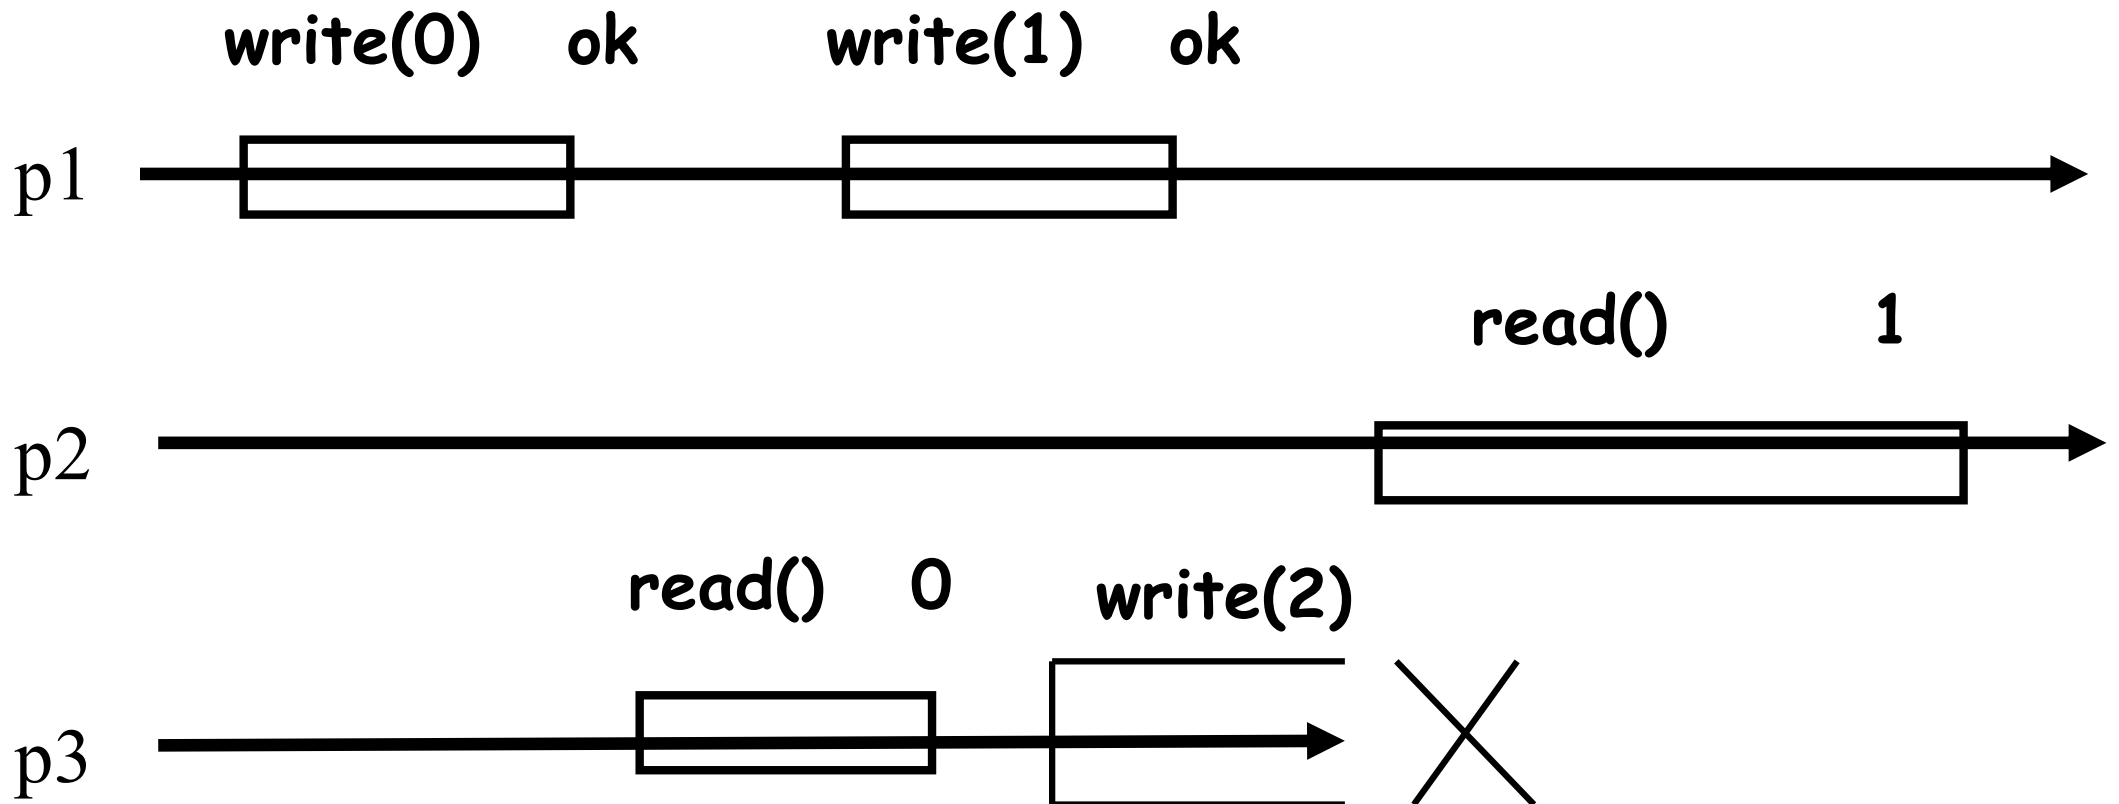 write(0) ok write(1) ok
p1
read() 1
p2
read() 0 write(2)
p3